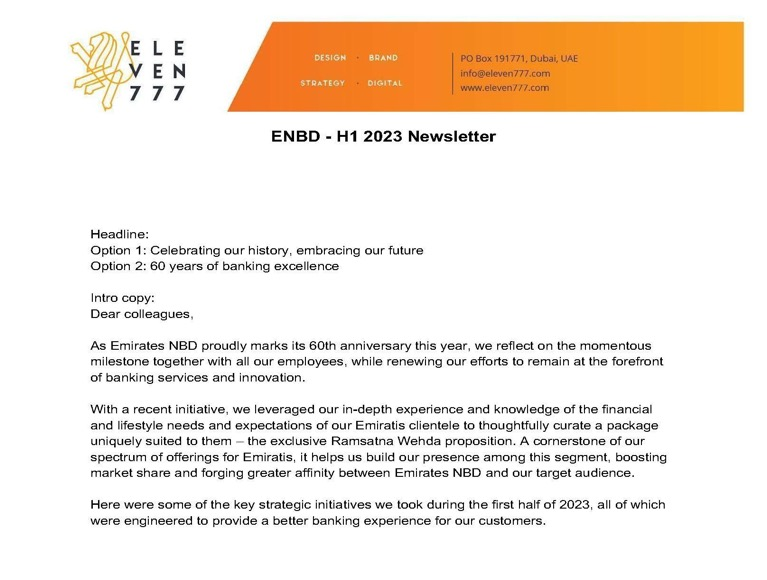 ELE
VEN
777
DESIGN · BRAND
STRATEGY · DIGITAL
PO Box 191771, Dubai, UAE
info@eleven777.com
www.eleven777.com
ENBD - H1 2023 Newsletter
Headline:
Option 1: Celebrating our history, embracing our future
Option 2: 60 years of banking excellence
Intro copy:
Dear colleagues,
As Emirates NBD proudly marks its 60th anniversary this year, we reflect on the momentous
milestone together with all our employees, while renewing our efforts to remain at the forefront
of banking services and innovation.
With a recent initiative, we leveraged our in-depth experience and knowledge of the financial
and lifestyle needs and expectations of our Emiratis clientele to thoughtfully curate a package
uniquely suited to them – the exclusive Ramsatna Wehda proposition. A cornerstone of our
spectrum of offerings for Emiratis, it helps us build our presence among this segment, boosting
market share and forging greater affinity between Emirates NBD and our target audience.
Here were some of the key strategic initiatives we took during the first half of 2023, all of which
were engineered to provide a better banking experience for our customers.